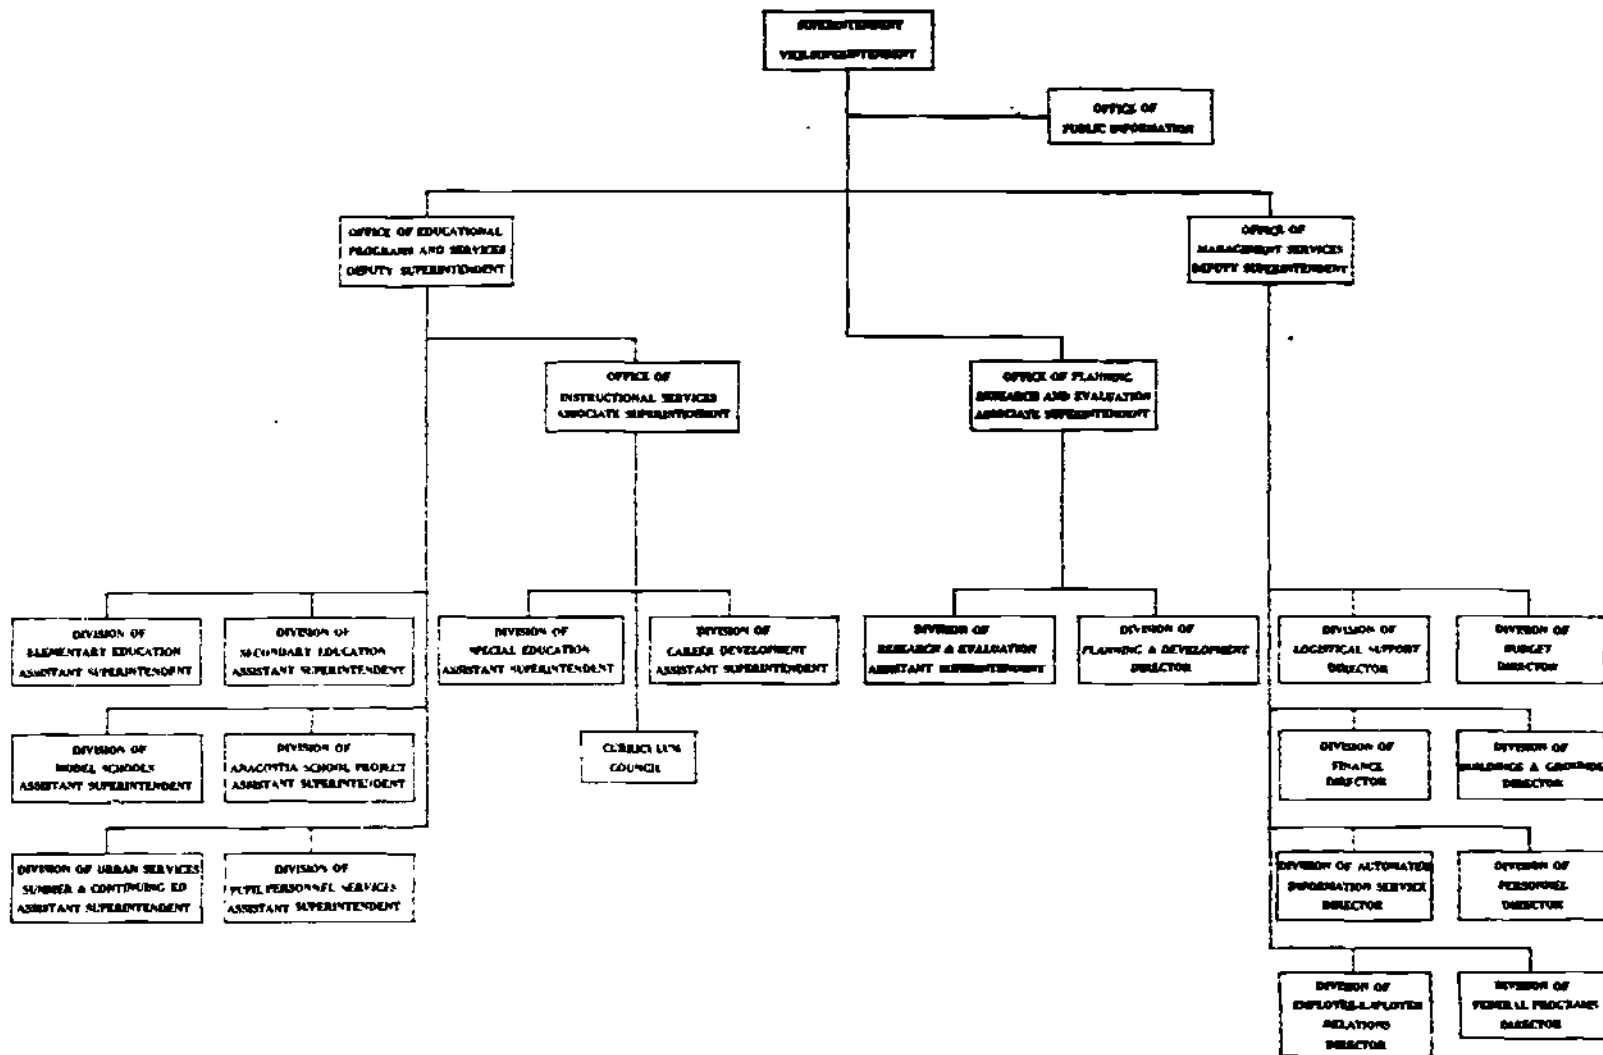 SUPERINTENDENT
VICE-SUPERINTENDENT
OFFICE OF
PUBLIC INFORMATION
OFFICE OF EDUCATIONAL
PROGRAMS AND SERVICES
DEPUTY SUPERINTENDENT
OFFICE OF
MANAGEMENT SERVICES
DEPUTY SUPERINTENDENT
OFFICE OF
INSTRUCTIONAL SERVICES
ASSOCIATE SUPERINTENDENT
OFFICE OF PLANNING
RESEARCH AND EVALUATION
ASSOCIATE SUPERINTENDENT
DIVISION OF
ELEMENTARY EDUCATION
ASSISTANT SUPERINTENDENT
DIVISION OF
SECONDARY EDUCATION
ASSISTANT SUPERINTENDENT
DIVISION OF
SPECIAL EDUCATION
ASSISTANT SUPERINTENDENT
DIVISION OF
CAREER DEVELOPMENT
ASSISTANT SUPERINTENDENT
DIVISION OF
RESEARCH & EVALUATION
ASSISTANT SUPERINTENDENT
DIVISION OF
PLANNING & DEVELOPMENT
DIRECTOR
DIVISION OF
LOGISTICAL SUPPORT
DIRECTOR
DIVISION OF
BUDGET
DIRECTOR
DIVISION OF
MODEL SCHOOLS
ASSISTANT SUPERINTENDENT
DIVISION OF
ANACOSTIA SCHOOL PROJECT
ASSISTANT SUPERINTENDENT
CURRICULUM
COUNCIL
DIVISION OF
FINANCE
DIRECTOR
DIVISION OF
BUILDINGS & GROUNDS
DIRECTOR
DIVISION OF URBAN SERVICES
SUMMER & CONTINUING ED
ASSISTANT SUPERINTENDENT
DIVISION OF
PUPIL PERSONNEL SERVICES
ASSISTANT SUPERINTENDENT
DIVISION OF AUTOMATED
INFORMATION SERVICE
DIRECTOR
DIVISION OF
PERSONNEL
DIRECTOR
DIVISION OF
EMPLOYEE-EMPLOYER
RELATIONS
DIRECTOR
DIVISION OF
FEDERAL PROGRAMS
DIRECTOR